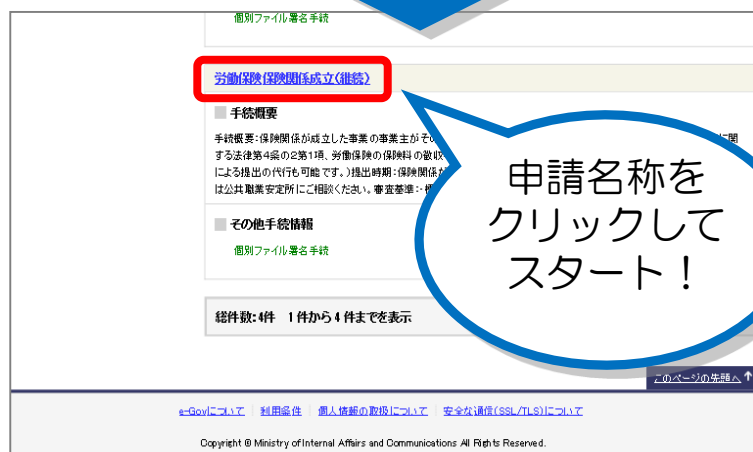 個別ファイル署名手続
労働保険保険関係成立(継続)
手続概要
手続概要:保険関係が成立した事業の事業主がその
に関
する法律第4条の2第1項、労働保険の保険料の徴収
による提出の代行も可能です。)提出時期:保険関係が
は公共職業安定所にご相談ください。審査基準:・
その他手続情報
個別ファイル署名手続
申請名称を
クリックして
スタート！
総件数:4件 1件から4件までを表示
このページの先頭へ↑
e-Govについて 利用条件 個人情報の取扱について 安全な通信(SSL/TLS)について
Copyright © Ministry of Internal Affairs and Communications All Rights Reserved.